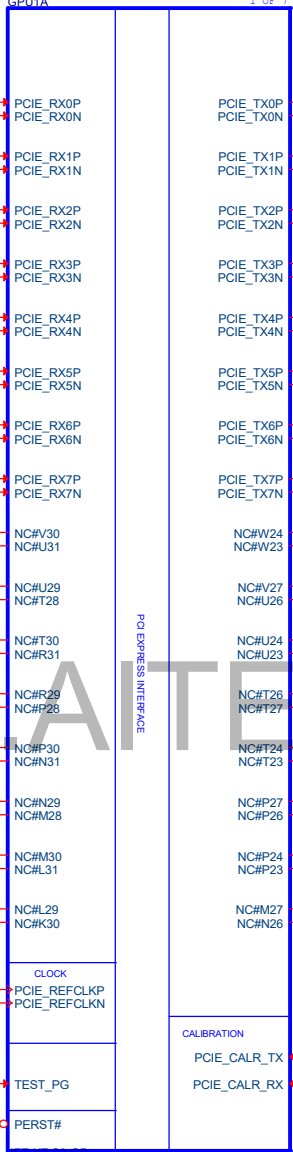 GPU1A
1 OF 7
PCIE_RX0P PCIE_TX0P
PCIE_RX0N PCIE_TX0N
PCIE_RX1P PCIE_TX1P
PCIE_RX1N PCIE_TX1N
PCIE_RX2P PCIE_TX2P
PCIE_RX2N PCIE_TX2N
PCIE_RX3P PCIE_TX3P
PCIE_RX3N PCIE_TX3N
PCIE_RX4P PCIE_TX4P
PCIE_RX4N PCIE_TX4N
PCIE_RX5P PCIE_TX5P
PCIE_RX5N PCIE_TX5N
PCIE_RX6P PCIE_TX6P
PCIE_RX6N PCIE_TX6N
PCIE_RX7P PCIE_TX7P
PCIE_RX7N PCIE_TX7N
NC#V30 NC#W24
NC#U31 NC#W23
NC#U29 NC#V27
NC#T28 NC#U26
NC#T30 NC#U24
NC#R31 NC#U23
NC#R29 NC#T26
NC#P28 NC#T27
NC#P30 NC#T24
NC#N31 NC#T23
NC#N29 NC#P27
NC#M28 NC#P26
NC#M30 NC#P24
NC#L31 NC#P23
NC#L29 NC#M27
NC#K30 NC#N26
PCI EXPRESS INTERFACE
LAITE
CLOCK
PCIE_REFCLKP
PCIE_REFCLKN
CALIBRATION
PCIE_CALR_TX
TEST_PG PCIE_CALR_RX
PERST#